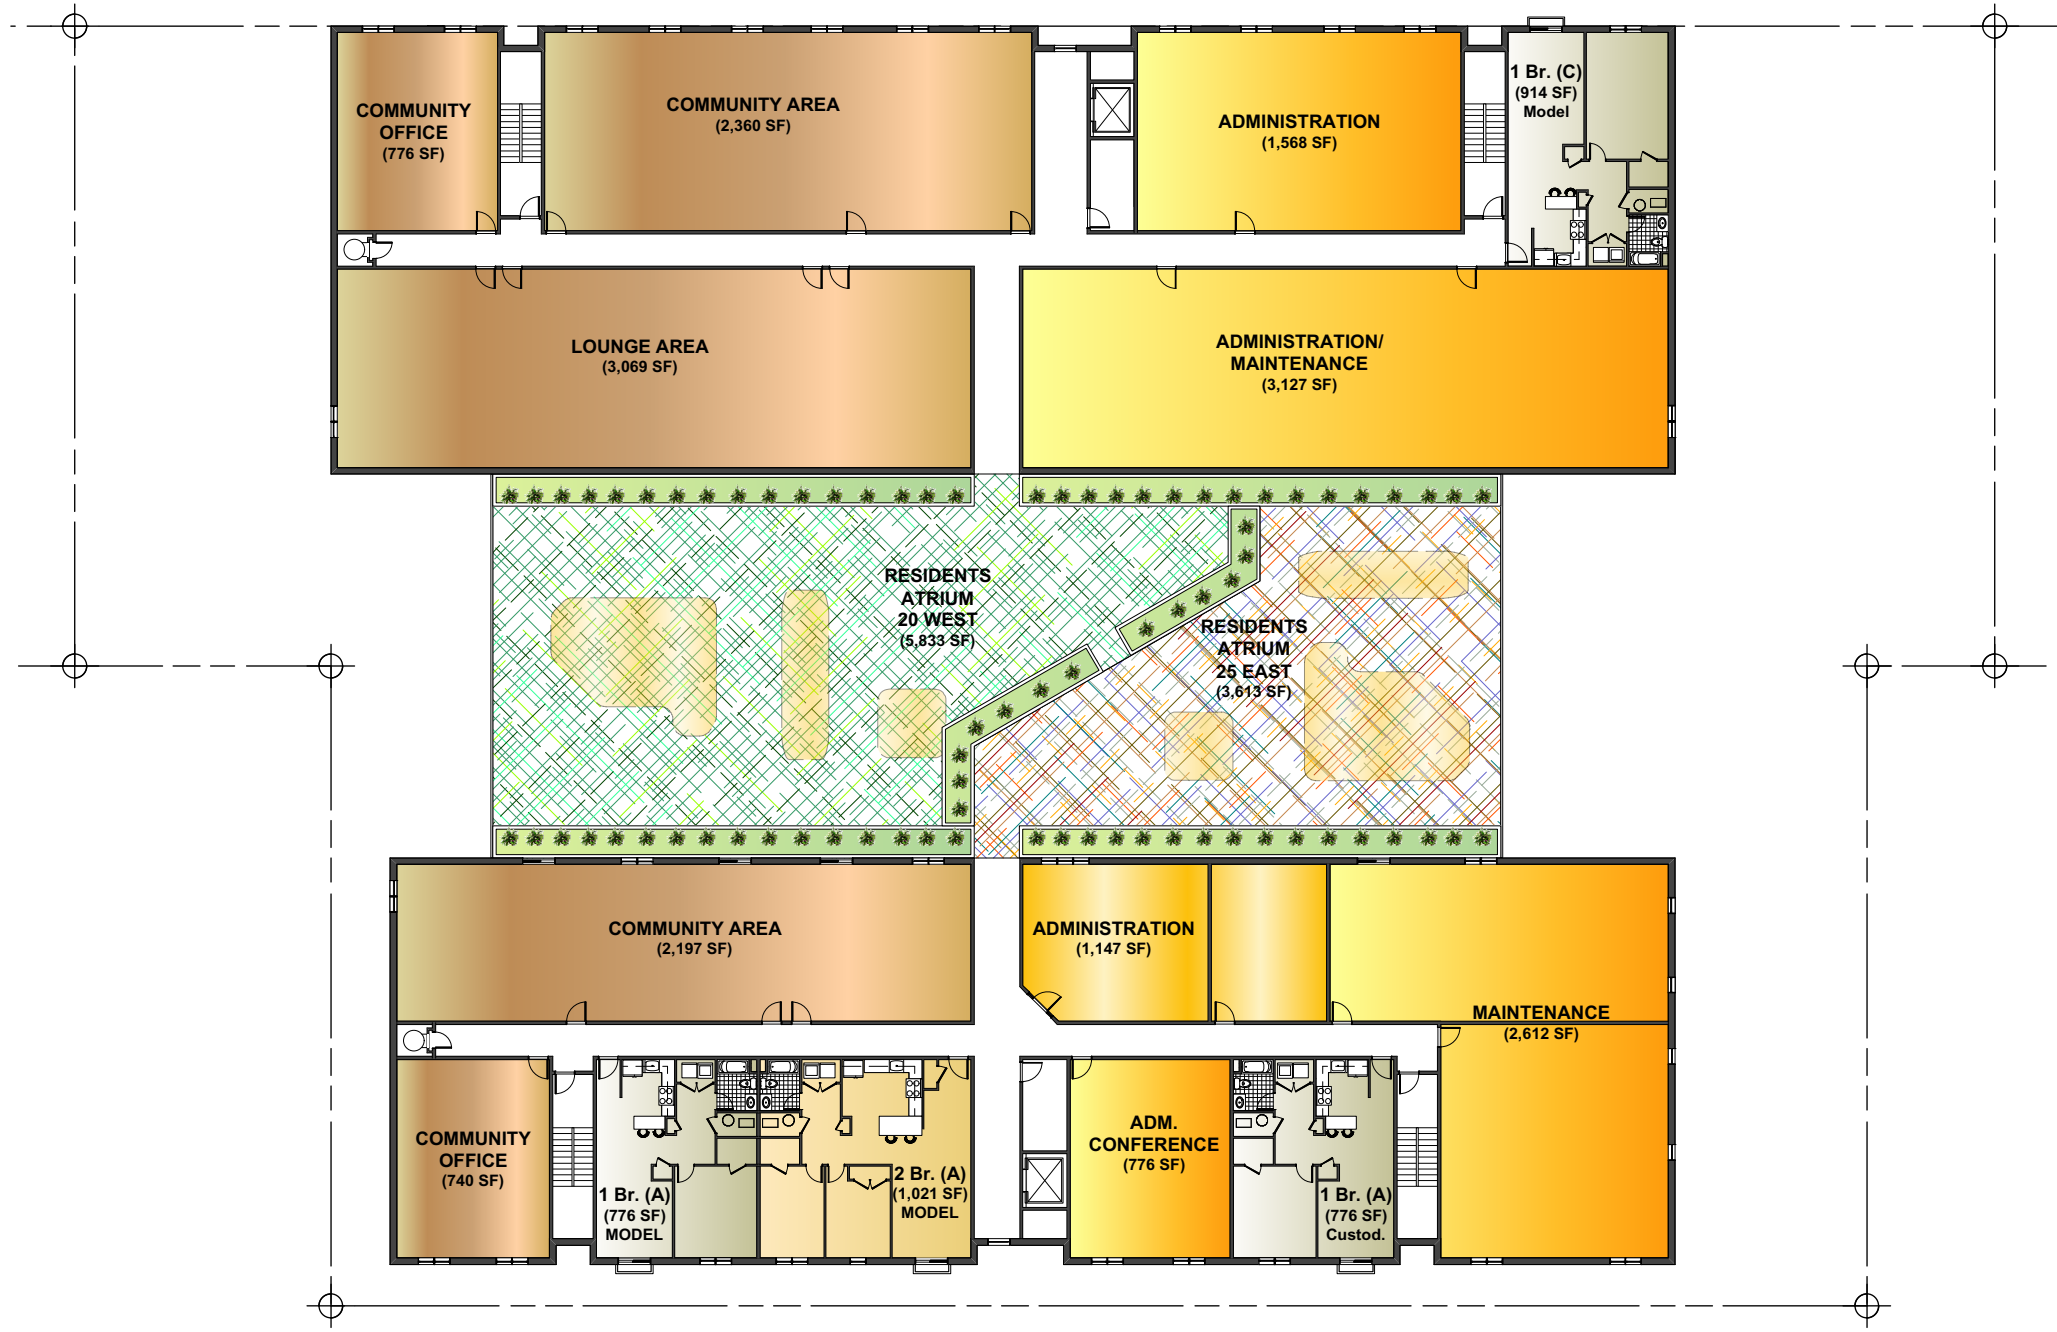 COMMUNITY
OFFICE
(776 SF)
COMMUNITY AREA
(2,360 SF)
ADMINISTRATION
(1,568 SF)
1 Br. (C)
(914 SF)
Model
LOUNGE AREA
(3,069 SF)
ADMINISTRATION/
MAINTENANCE
(3,127 SF)
RESIDENTS
ATRIUM
20 WEST
(5,833 SF)
RESIDENTS
ATRIUM
25 EAST
(3,613 SF)
COMMUNITY AREA
(2,197 SF)
ADMINISTRATION
(1,147 SF)
MAINTENANCE
(2,612 SF)
COMMUNITY
OFFICE
(740 SF)
1 Br. (A)
(776 SF)
MODEL
2 Br. (A)
(1,021 SF)
MODEL
ADM.
CONFERENCE
(776 SF)
1 Br. (A)
(776 SF)
Custod.